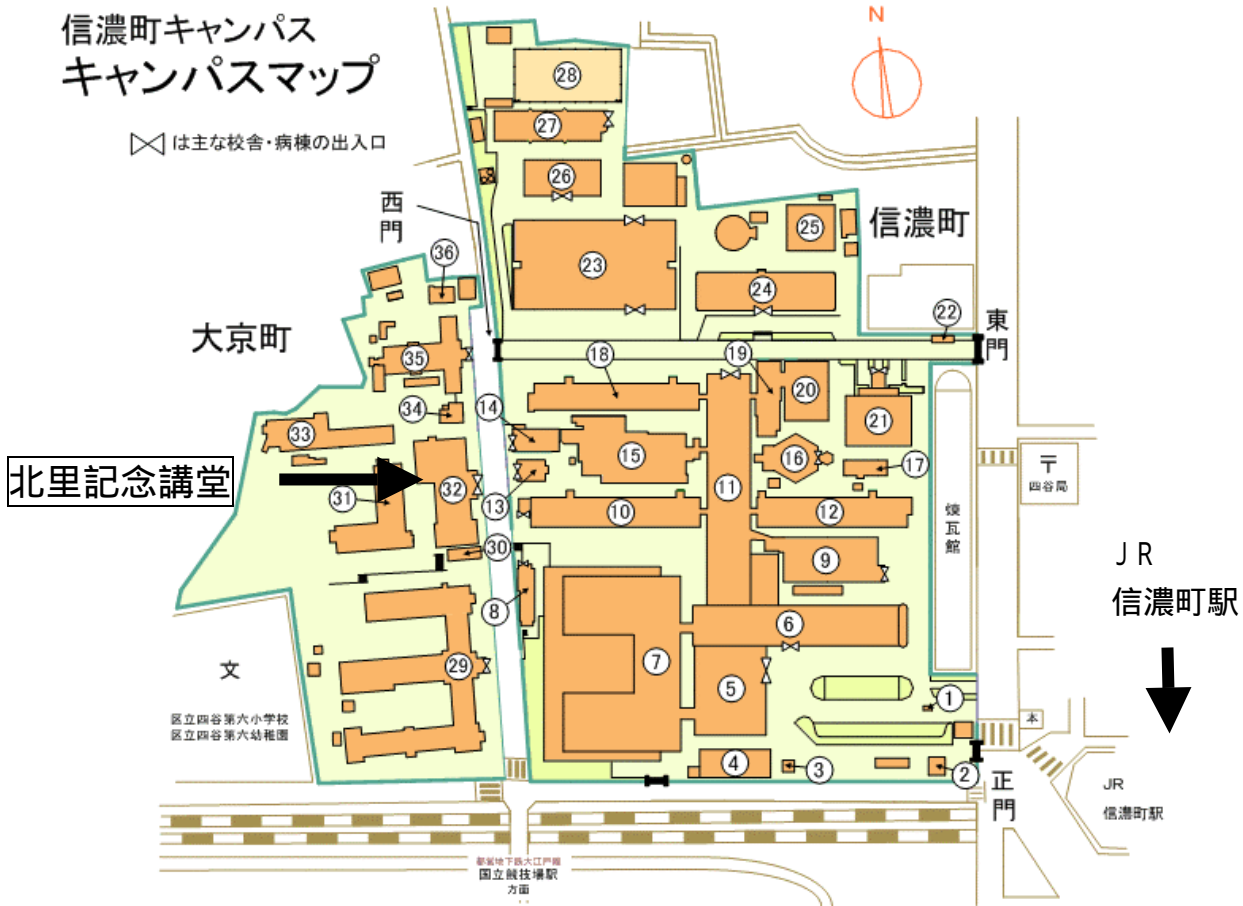 信濃町キャンパス
キャンパスマップ
は主な校舎・病棟の出入口
N
西門
信濃町
大京町
東門
28
27
26
25
23
24
22
36
35
34
33
18
19
20
21
14
15
16
17
13
11
10
12
北里記念講堂
31
32
30
9
8
7
6
5
29
4
3
2
1
〒
四谷局
煉瓦館
JR
信濃町駅
文
区立四谷第六小学校
区立四谷第六幼稚園
本
正門
JR
信濃町駅
都営地下鉄大江戸線
国立競技場駅
方面